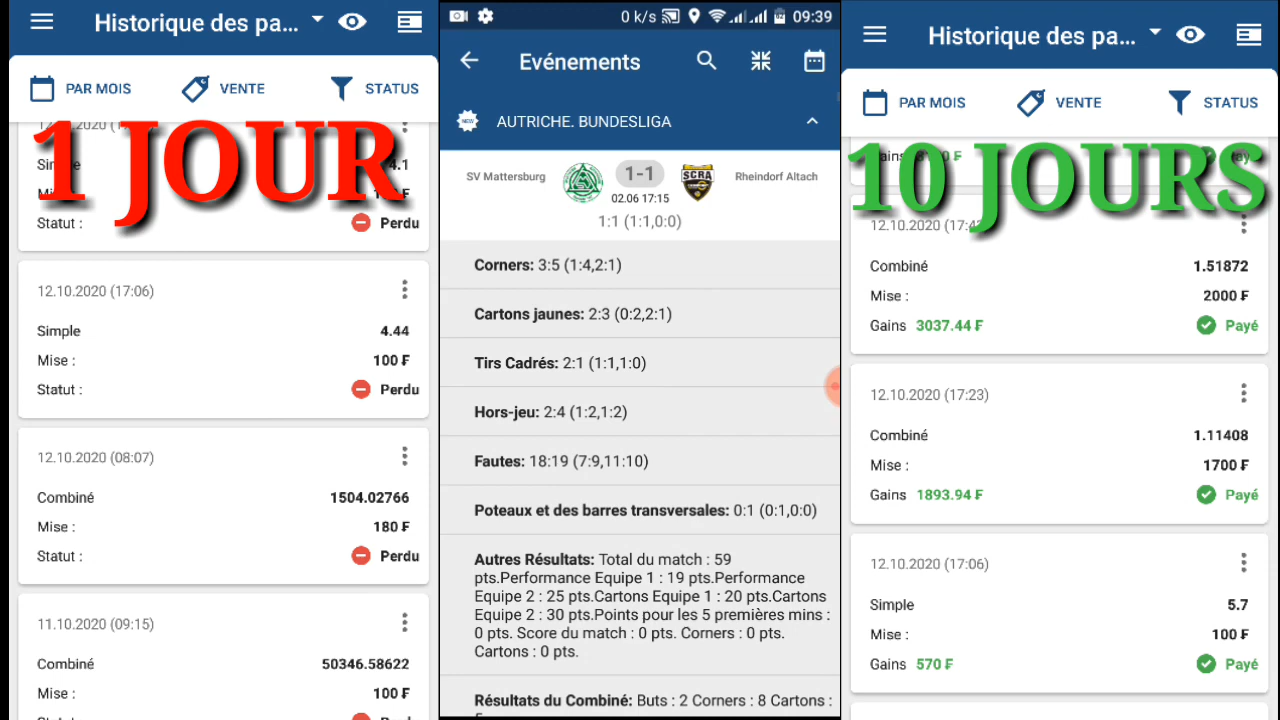 Historique des pa...
PAR MOIS
VENTE
STATUS
1 JOUR
4.1
Statut :
Perdu
12.10.2020 (17:06)
Simple
4.44
Mise :
100 ₣
Statut :
Perdu
12.10.2020 (08:07)
Combiné
1504.02766
Mise :
180 ₣
Statut :
Perdu
11.10.2020 (09:15)
Combiné
50346.58622
Mise :
100 ₣
0 k/s
09:39
Evénements
NEW
AUTRICHE. BUNDESLIGA
SV Mattersburg
1-1
SCRA
Rheindorf Altach
02.06 17:15
1:1 (1:1,0:0)
Corners: 3:5 (1:4,2:1)
Cartons jaunes: 2:3 (0:2,2:1)
Tirs Cadrés: 2:1 (1:1,1:0)
Hors-jeu: 2:4 (1:2,1:2)
Fautes: 18:19 (7:9,11:10)
Poteaux et des barres transversales: 0:1 (0:1,0:0)
Autres Résultats: Total du match : 59
pts.Performance Equipe 1 : 19 pts.Performance
Equipe 2 : 25 pts.Cartons Equipe 1 : 20 pts.Cartons
Equipe 2 : 30 pts.Points pour les 5 premières mins :
0 pts. Score du match : 0 pts. Corners : 0 pts.
Cartons : 0 pts.
Résultats du Combiné: Buts : 2 Corners : 8 Cartons :
Historique des pa...
PAR MOIS
VENTE
STATUS
10 JOURS
Combiné
1.51872
Mise :
2000 ₣
Gains 3037.44 ₣
Payé
12.10.2020 (17:23)
Combiné
1.11408
Mise :
1700 ₣
Gains 1893.94 ₣
Payé
12.10.2020 (17:06)
Simple
5.7
Mise :
100 ₣
Gains 570 ₣
Payé